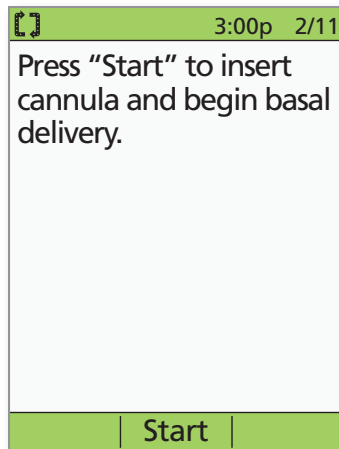 3:00p 2/11
Press “Start” to insert
cannula and begin basal
delivery.
Start